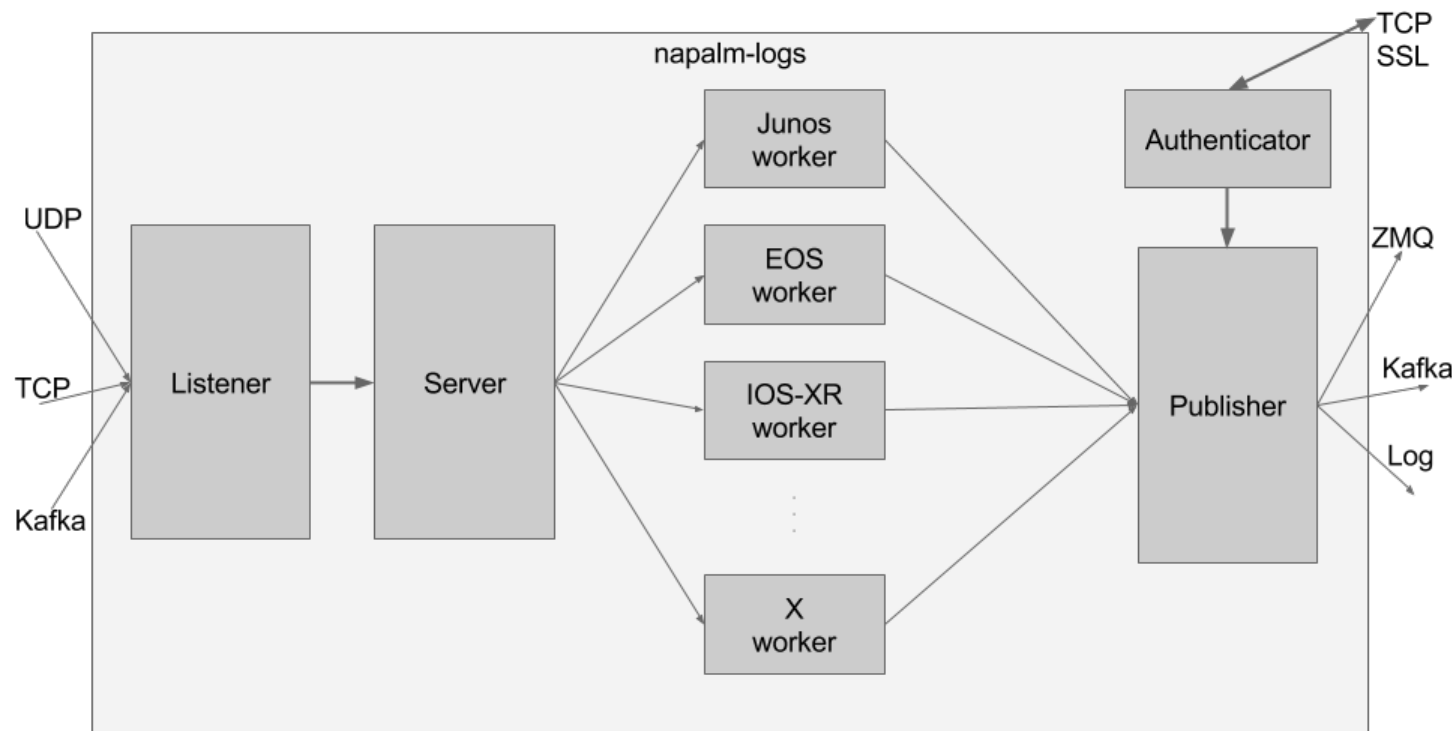 napalm-logs
TCP
SSL
Junos
worker
Authenticator
UDP
EOS
worker
ZMQ
TCP
Listener
Server
IOS-XR
worker
Publisher
Kafka
Log
Kafka
X
worker